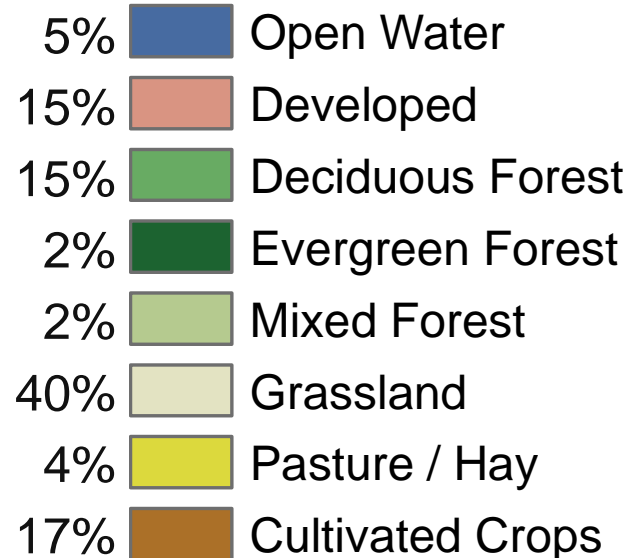 5% Open Water
15% Developed
15% Deciduous Forest
2% Evergreen Forest
2% Mixed Forest
40% Grassland
4% Pasture / Hay
17% Cultivated Crops